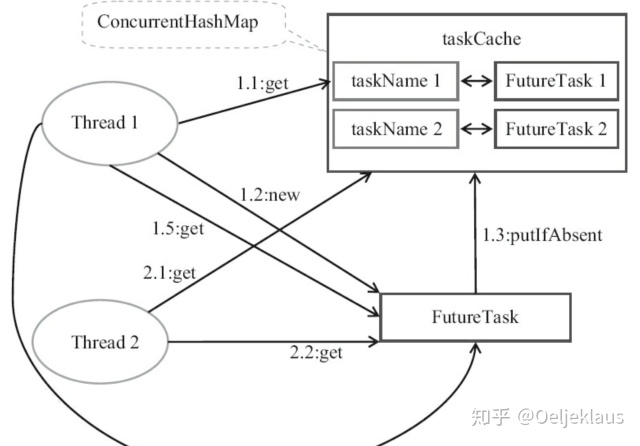 ConcurrentHashMap
taskCache
1.1:get
taskName 1
FutureTask 1
Thread 1
taskName 2
FutureTask 2
1.2:new
1.5:get
1.3:putIfAbsent
2.1:get
FutureTask
Thread 2
2.2:get
知乎 @Oeljeklaus